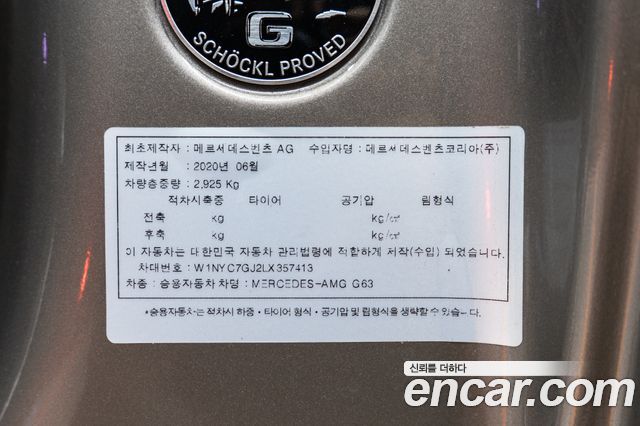 G
SCHÖCKL PROVED
최초제작자 : 메르세데스벤츠 AG 수입자명 : 메르세데스벤츠코리아(주)
제작년월 : 2020년 06월
차량총중량 : 2,925 Kg
적차시축중 타이어 공기압 림형식
전축 kg kg/㎠
후축 kg kg/㎠
이 자동차는 대한민국 자동차 관리법령에 적합하게 제작(수입) 되었습니다.
차대번호 : W1NYC7GJ2LX357413
차종 : 승용자동차 차명 : MERCEDES-AMG G63
*승용자동차는 적차시 하중·타이어 형식·공기압 및 림형식을 생략할 수 있습니다.
신뢰를 더하다
encar.com